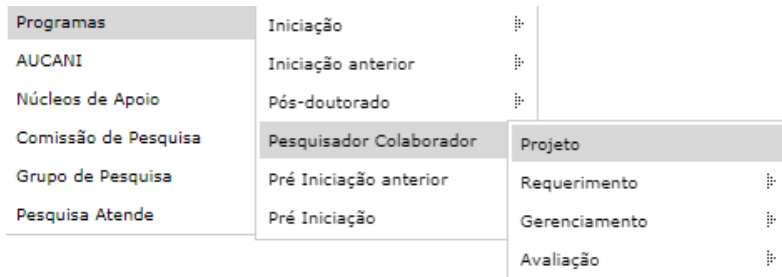 Programas
AUCANI
Núcleos de Apoio
Comissão de Pesquisa
Grupo de Pesquisa
Pesquisa Atende
Iniciação
Iniciação anterior
Pós-doutorado
Pesquisador Colaborador
Pré Iniciação anterior
Pré Iniciação
Projeto
Requerimento
Gerenciamento
Avaliação